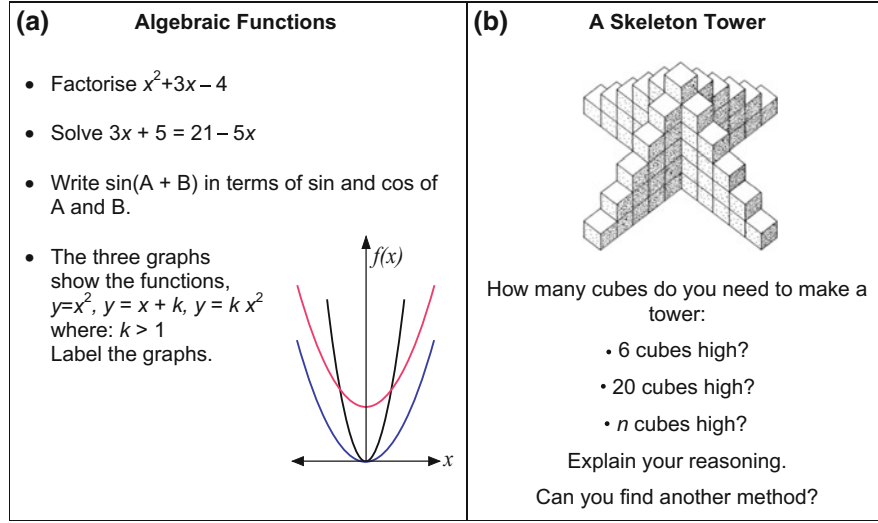 (a) Algebraic Functions
• Factorise x²+3x – 4
• Solve 3x + 5 = 21 – 5x
• Write sin(A + B) in terms of sin and cos of
A and B.
• The three graphs
show the functions,
y=x², y = x + k, y = k x²
where: k > 1
Label the graphs.
f(x)
x
(b) A Skeleton Tower
How many cubes do you need to make a
tower:
• 6 cubes high?
• 20 cubes high?
• n cubes high?
Explain your reasoning.
Can you find another method?